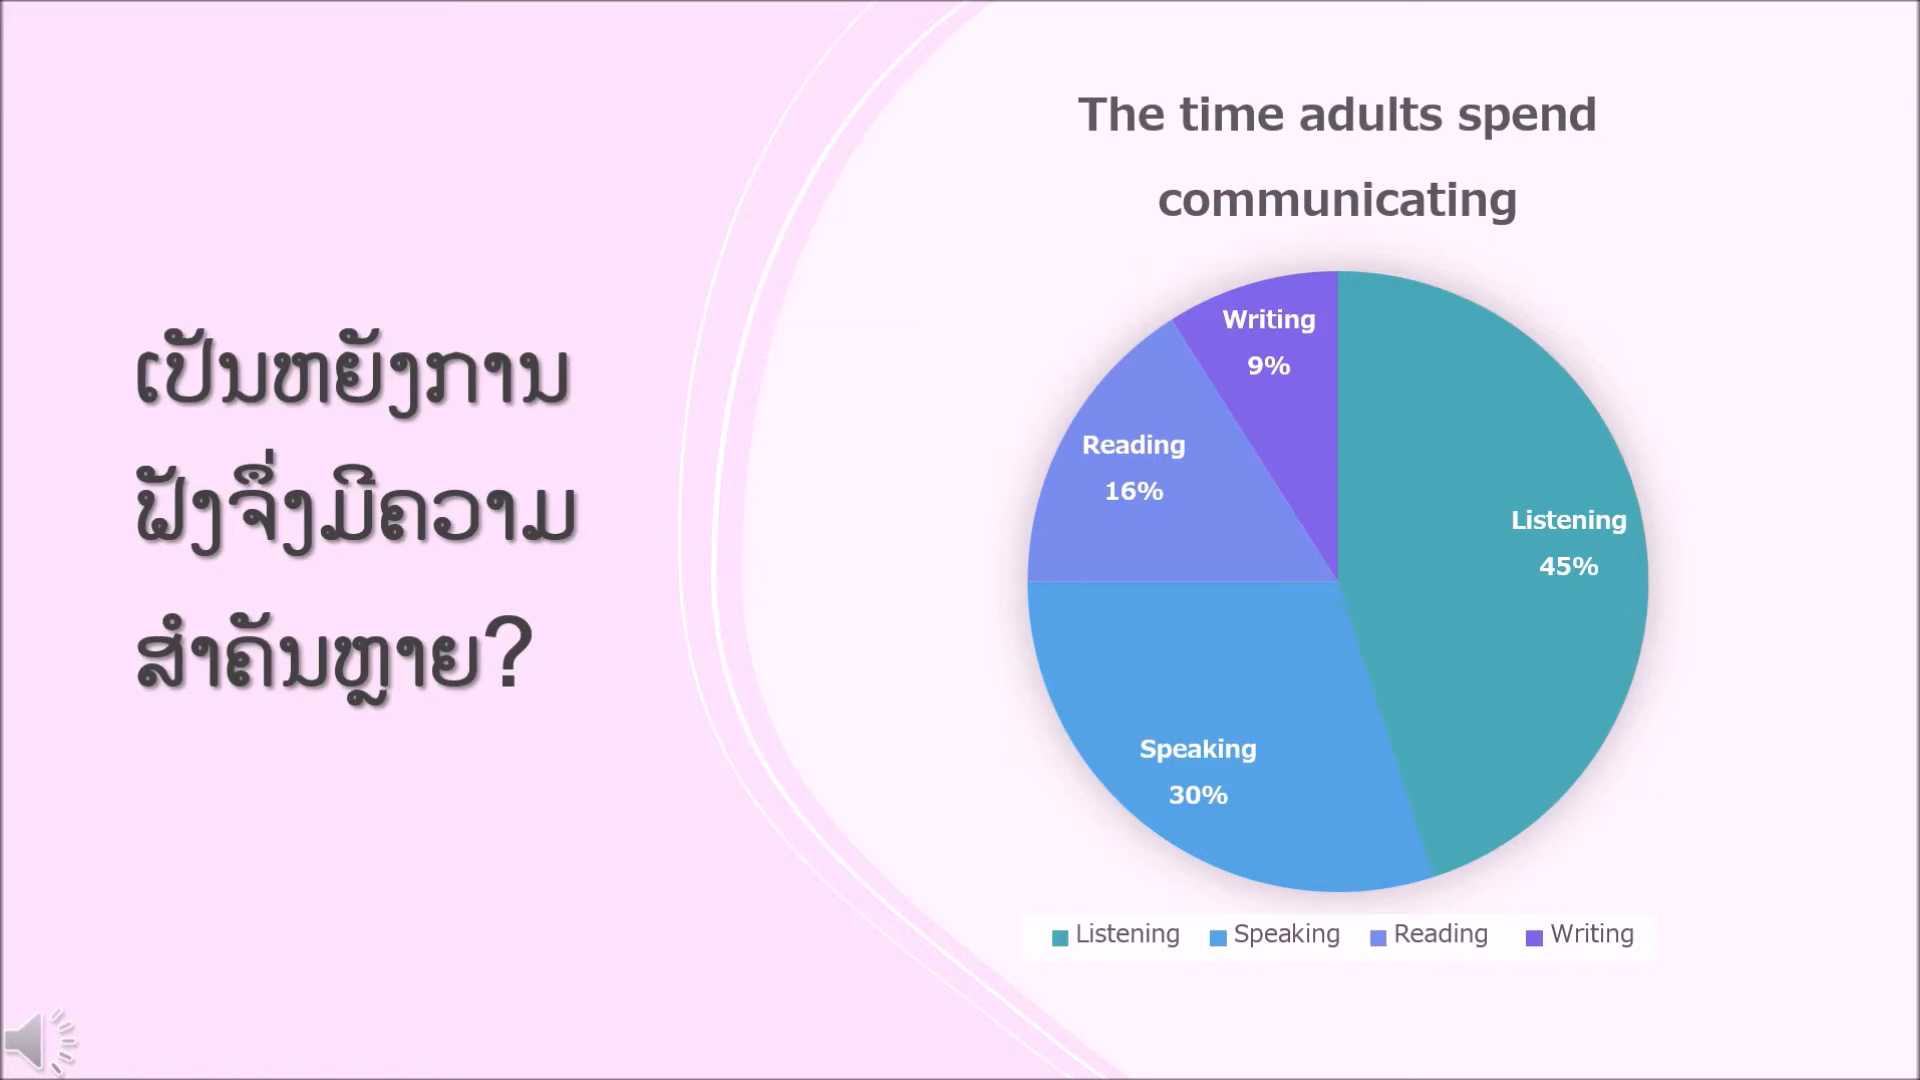 ເປັນຫຍັງການ
ຟັງຈຶ່ງມີຄວາມ
ສຳຄັນຫຼາຍ?
The time adults spend
communicating
Writing
9%
Reading
16%
Listening
45%
Speaking
30%
Listening Speaking Reading Writing